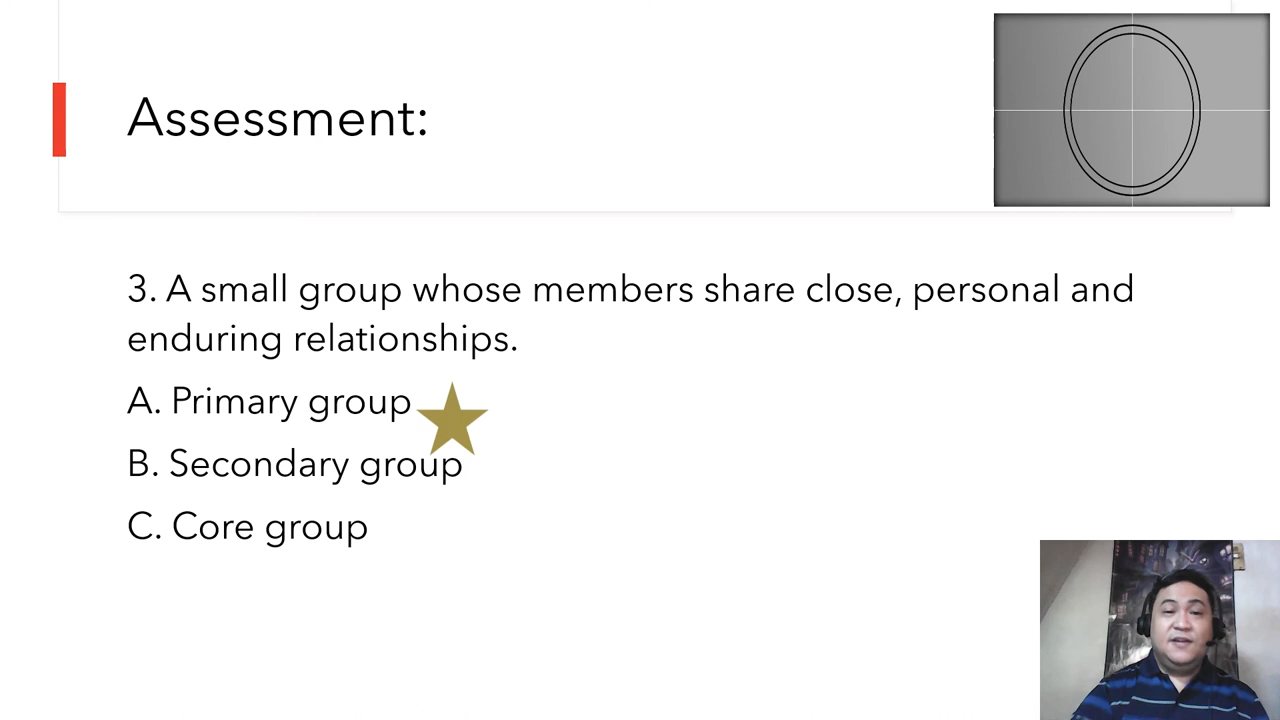 Assessment:
3. A small group whose members share close, personal and
enduring relationships.
A. Primary group
B. Secondary group
C. Core group